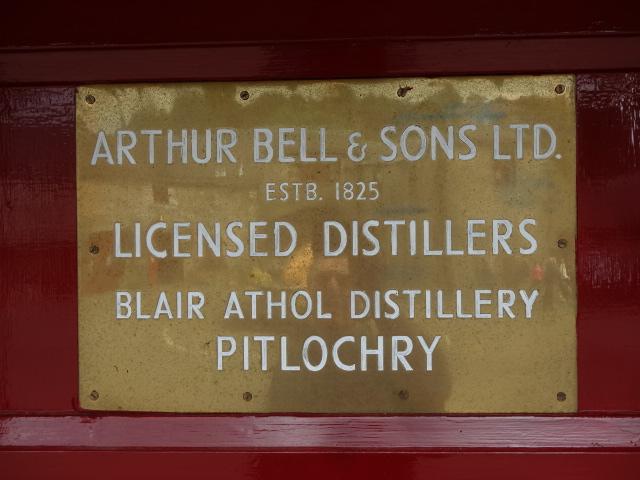 ARTHUR BELL & SONS LTD.
ESTB. 1825
LICENSED DISTILLERS
BLAIR ATHOL DISTILLERY
PITLOCHRY